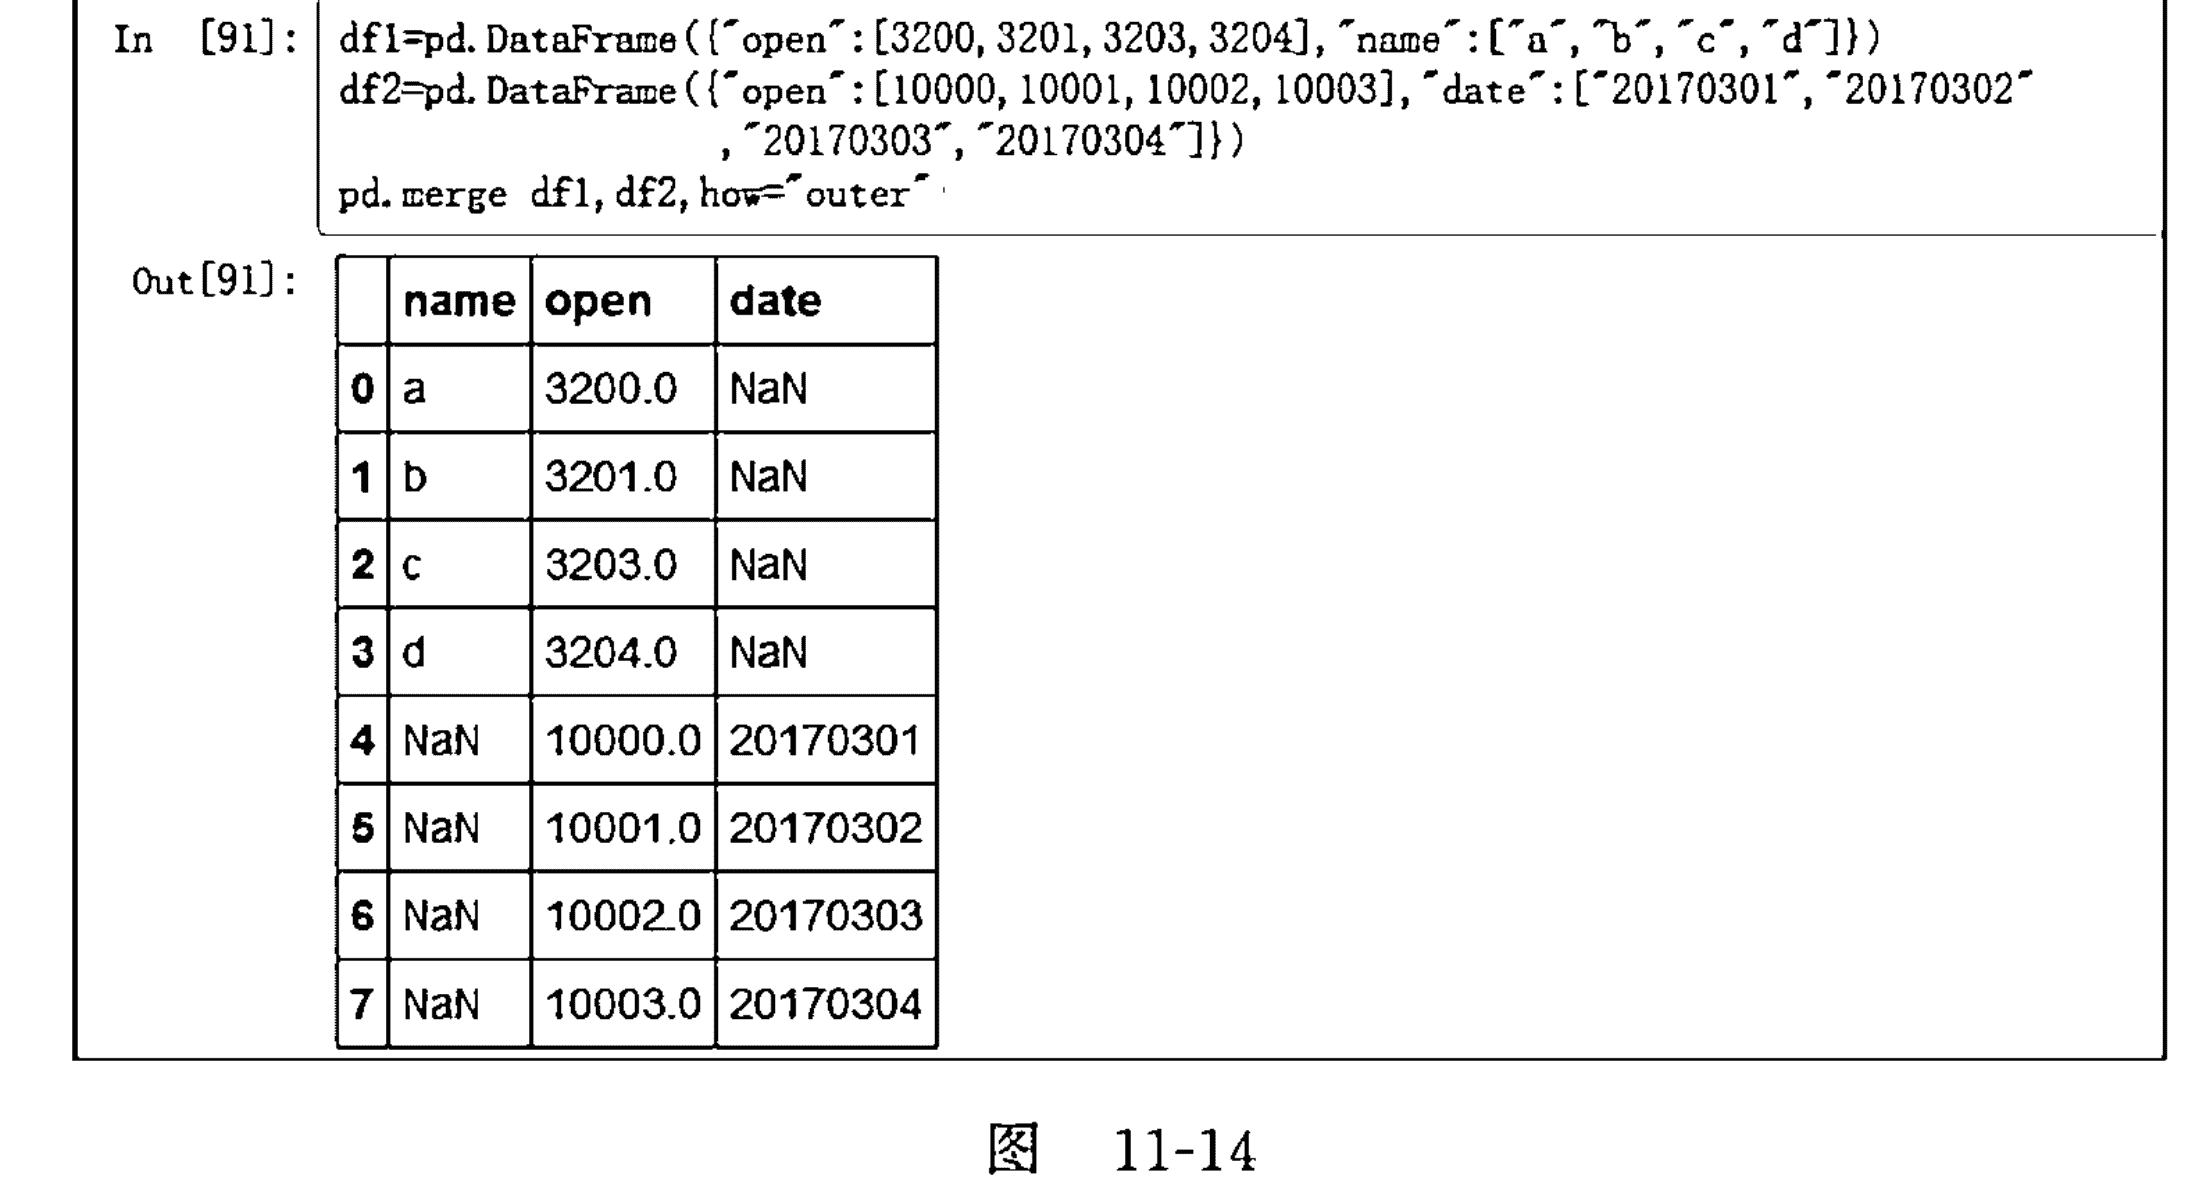 In [91]: df1=pd.DataFrame({"open":[3200,3201,3203,3204],"name":["a","b","c","d"]})
df2=pd.DataFrame({"open":[10000,10001,10002,10003],"date":["20170301","20170302"
,"20170303","20170304"]})
pd.merge df1,df2,how="outer"
Out[91]:
name open date
0 a 3200.0 NaN
1 b 3201.0 NaN
2 c 3203.0 NaN
3 d 3204.0 NaN
4 NaN 10000.0 20170301
5 NaN 10001.0 20170302
6 NaN 10002.0 20170303
7 NaN 10003.0 20170304
图 11-14